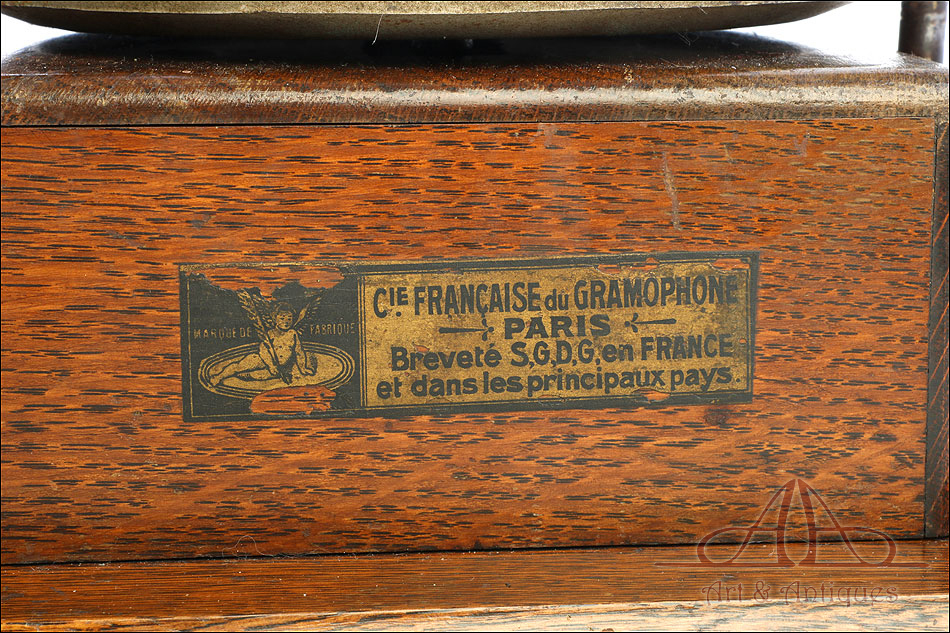 MARQUE DE FABRIQUE
CIE FRANÇAISE du GRAMOPHONE
PARIS
Breveté S.G.D.G. en FRANCE
et dans les principaux pays.
Art & Antiques